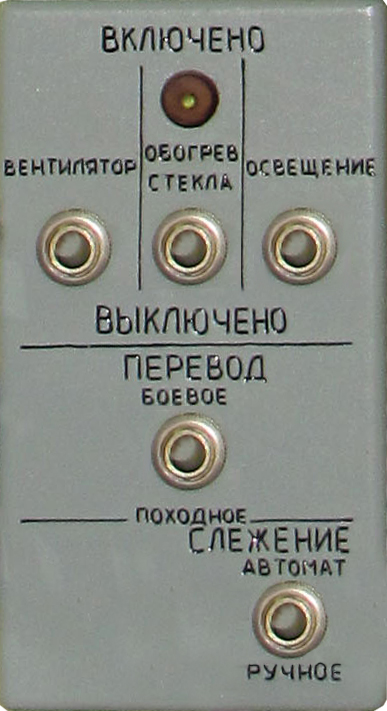 ВКЛЮЧЕНО
ВЕНТИЛЯТОР
ОБОГРЕВ
СТЕКЛА
ОСВЕЩЕНИЕ
ВЫКЛЮЧЕНО
ПЕРЕВОД
БОЕВОЕ
ПОХОДНОЕ
СЛЕЖЕНИЕ
АВТОМАТ
РУЧНОЕ